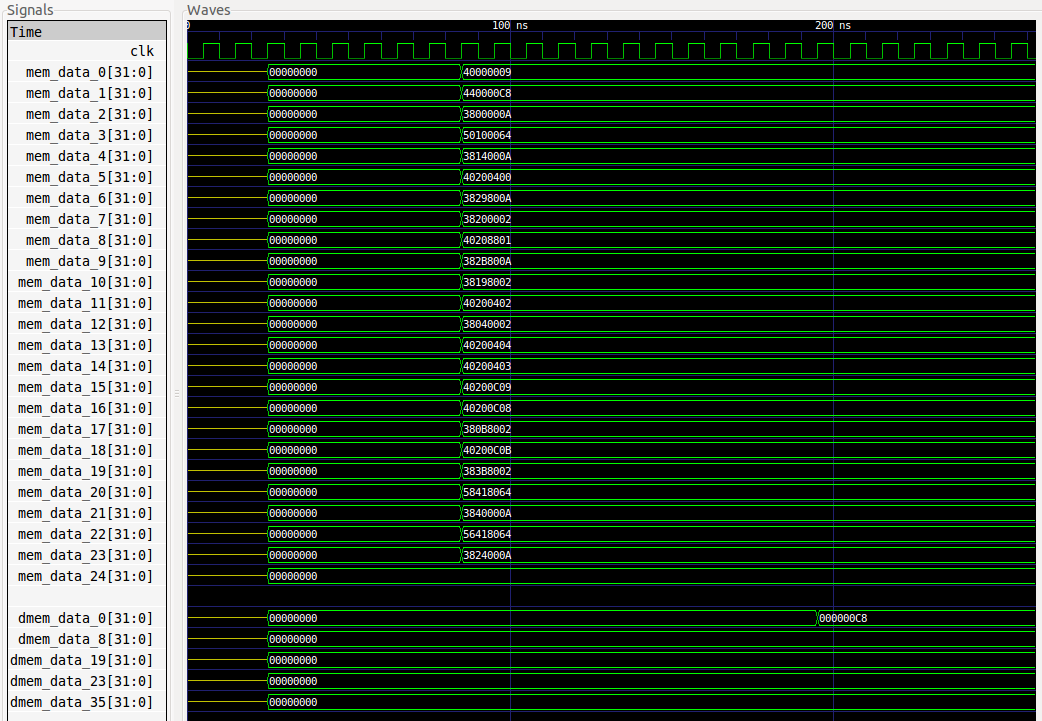 Signals Waves
Time 0 100 ns 200 ns
clk
mem_data_0[31:0] 00000000 40000009
mem_data_1[31:0] 00000000 440000C8
mem_data_2[31:0] 00000000 3800000A
mem_data_3[31:0] 00000000 50100064
mem_data_4[31:0] 00000000 3814000A
mem_data_5[31:0] 00000000 40200400
mem_data_6[31:0] 00000000 3829800A
mem_data_7[31:0] 00000000 38200002
mem_data_8[31:0] 00000000 40208801
mem_data_9[31:0] 00000000 382B800A
mem_data_10[31:0] 00000000 38198002
mem_data_11[31:0] 00000000 40200402
mem_data_12[31:0] 00000000 38040002
mem_data_13[31:0] 00000000 40200404
mem_data_14[31:0] 00000000 40200403
mem_data_15[31:0] 00000000 40200C09
mem_data_16[31:0] 00000000 40200C08
mem_data_17[31:0] 00000000 380B8002
mem_data_18[31:0] 00000000 40200C0B
mem_data_19[31:0] 00000000 383B8002
mem_data_20[31:0] 00000000 58418064
mem_data_21[31:0] 00000000 3840000A
mem_data_22[31:0] 00000000 56418064
mem_data_23[31:0] 00000000 3824000A
mem_data_24[31:0] 00000000
dmem_data_0[31:0] 00000000 000000C8
dmem_data_8[31:0] 00000000
dmem_data_19[31:0] 00000000
dmem_data_23[31:0] 00000000
dmem_data_35[31:0] 00000000